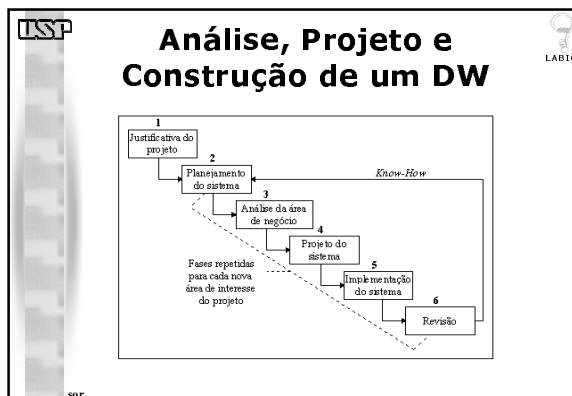 USP
Análise, Projeto e
Construção de um DW
LABIC
1
Justificativa do
projeto
2
Planejamento
do sistema
Know-How
3
Análise da área
de negócio
4
Projeto do
sistema
Fases repetidas
para cada nova
área de interesse
do projeto
5
Implementação
do sistema
6
Revisão
sor